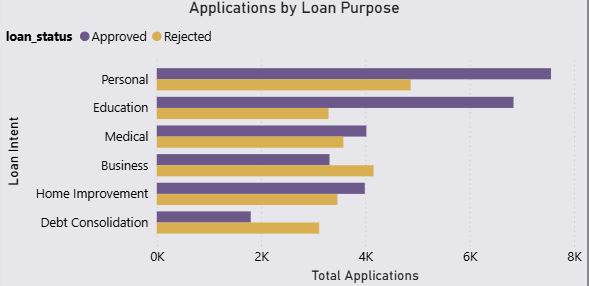 Applications by Loan Purpose
loan_status Approved Rejected
Loan Intent
Personal
Education
Medical
Business
Home Improvement
Debt Consolidation
0K 2K 4K 6K 8K
Total Applications